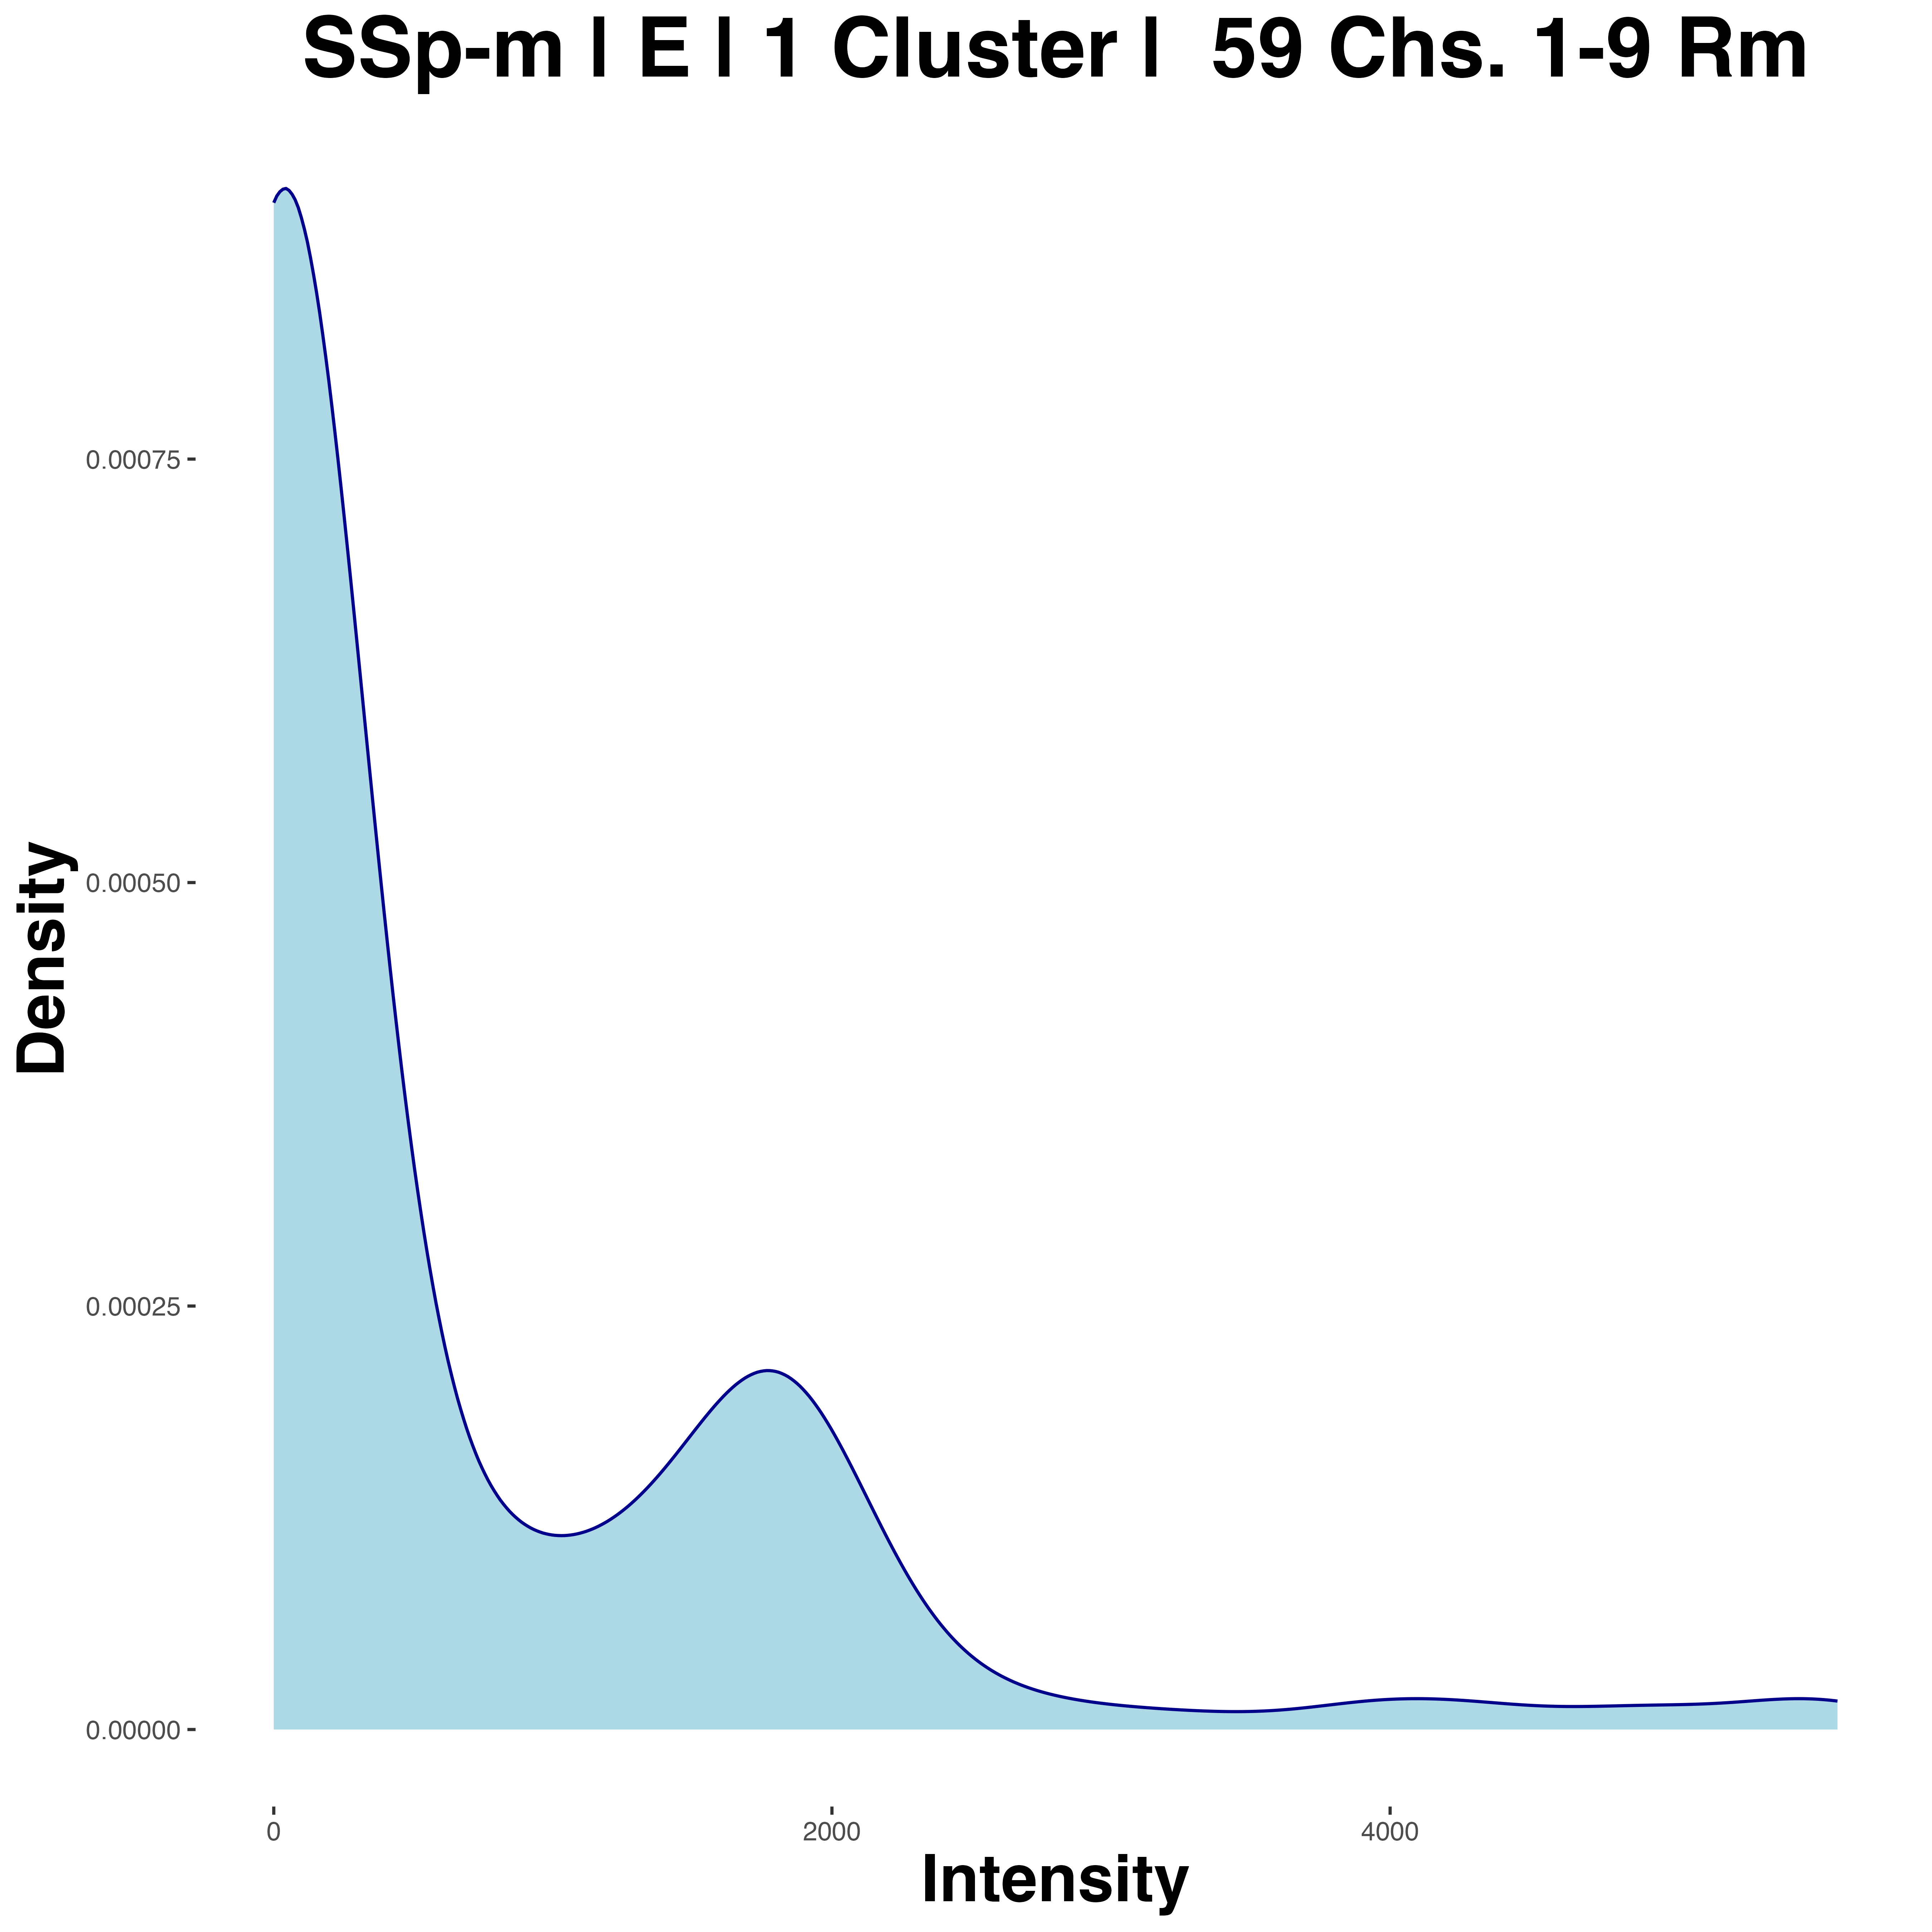 SSp-m | E | 1 Cluster | 59 Chs. 1-9 Rm
Density
0.00075
0.00050
0.00025
0.00000
0 2000 4000
Intensity